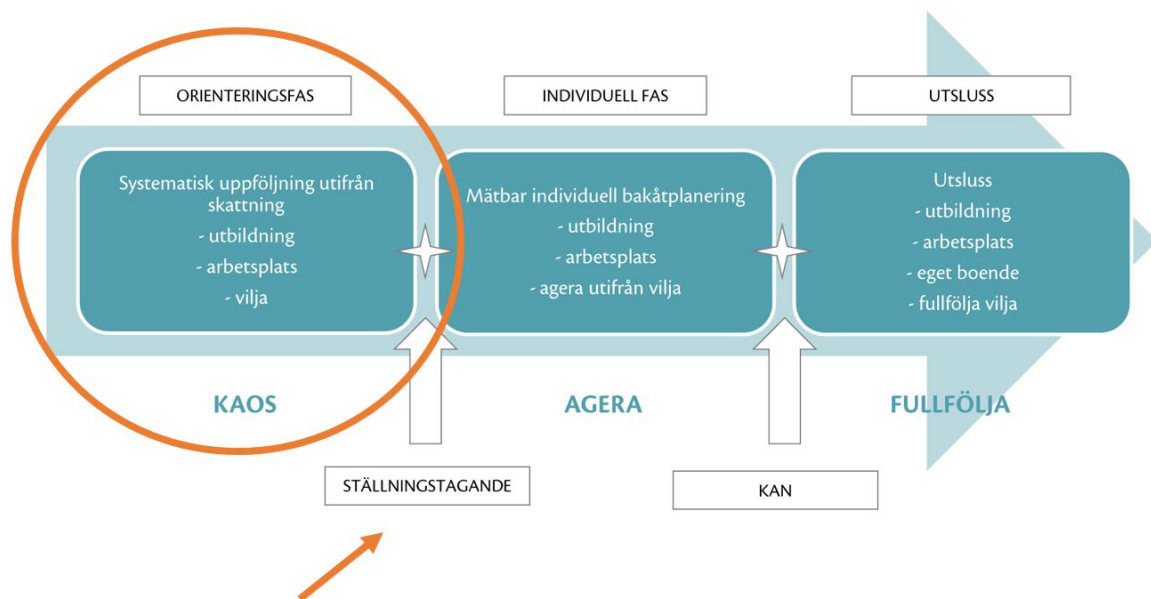 ORIENTERINGSFAS
INDIVIDUELL FAS
UTSLUSS
Systematisk uppföljning utifrån
skattning
- utbildning
- arbetsplats
- vilja
Mätbar individuell bakåtplanering
- utbildning
- arbetsplats
- agera utifrån vilja
Utsluss
- utbildning
- arbetsplats
- eget boende
- fullfölja vilja
KAOS
AGERA
FULLFÖLJA
STÄLLNINGSTAGANDE
KAN